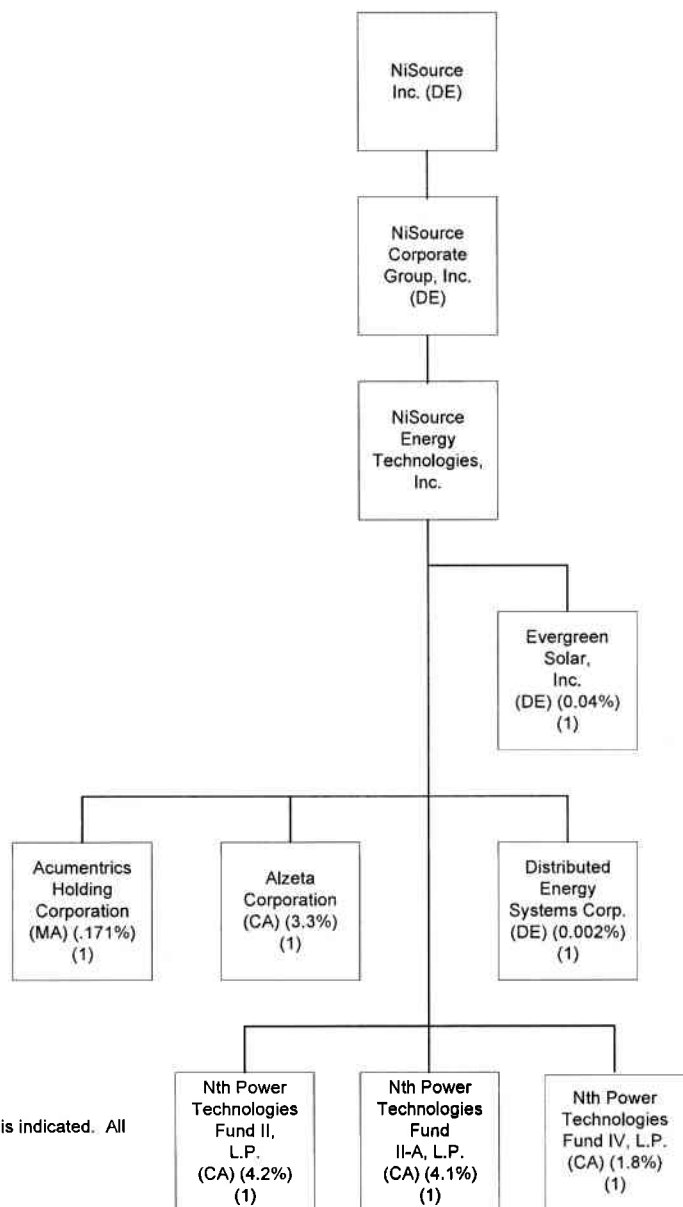 NiSource
Inc. (DE)
NiSource
Corporate
Group, Inc.
(DE)
NiSource
Energy
Technologies,
Inc.
Evergreen
Solar,
Inc.
(DE) (0.04%)
(1)
Acumentrics
Holding
Corporation
(MA) (.171%)
(1)
Alzeta
Corporation
(CA) (3.3%)
(1)
Distributed
Energy
Systems Corp.
(DE) (0.002%)
(1)
is indicated. All
Nth Power
Technologies
Fund II,
L.P.
(CA) (4.2%)
(1)
Nth Power
Technologies
Fund
II-A, L.P.
(CA) (4.1%)
(1)
Nth Power
Technologies
Fund IV, L.P.
(CA) (1.8%)
(1)